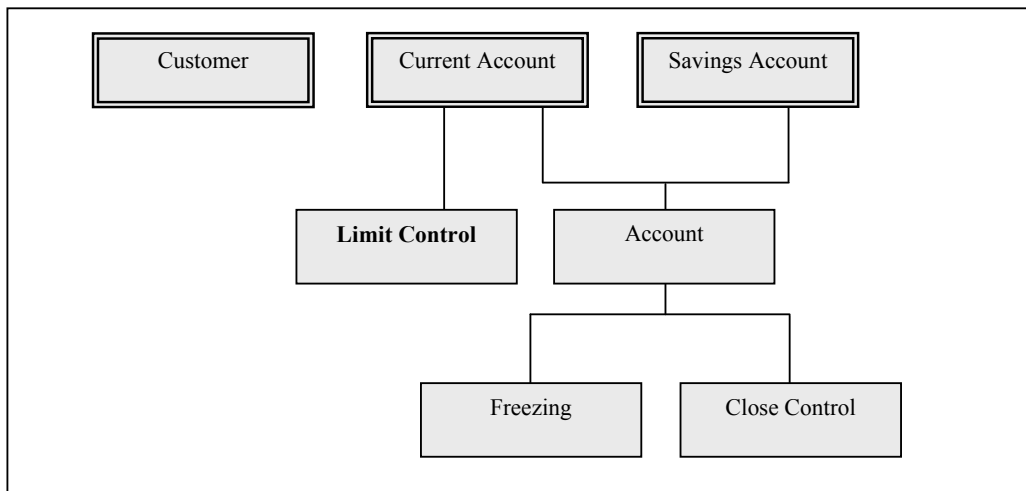 Customer
Current Account
Savings Account
Limit Control
Account
Freezing
Close Control